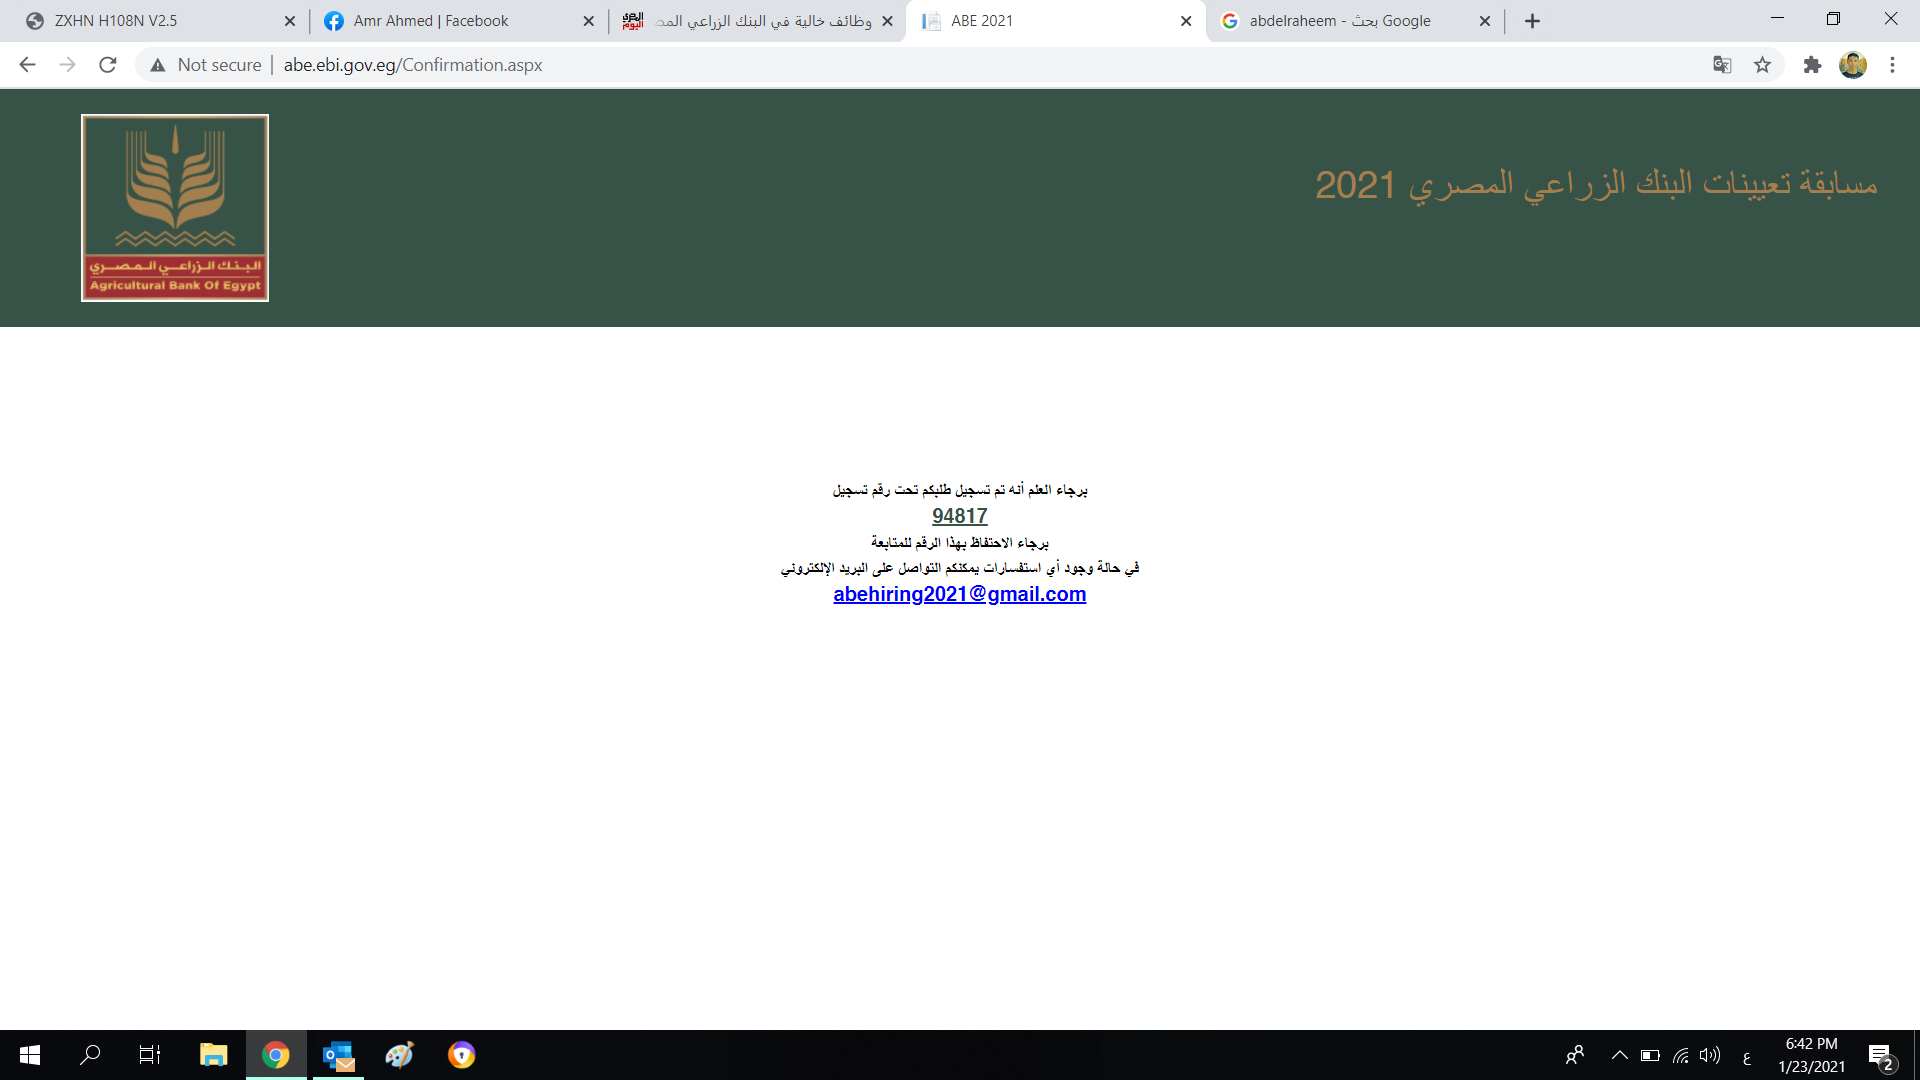 ZXHN H108N V2.5
Amr Ahmed | Facebook
وظائف خالية في البنك الزراعي المص
ABE 2021
abdelraheem - بحث Google
Not secure | abe.ebi.gov.eg/Confirmation.aspx
مسابقة تعيينات البنك الزراعي المصري 2021
البنك الزراعي المصري
Agricultural Bank Of Egypt
برجاء العلم أنه تم تسجيل طلبكم تحت رقم تسجيل
94817
برجاء الاحتفاظ بهذا الرقم للمتابعة
في حالة وجود أي استفسارات يمكنكم التواصل على البريد الإلكتروني
abehiring2021@gmail.com
ع
6:42 PM
1/23/2021
2